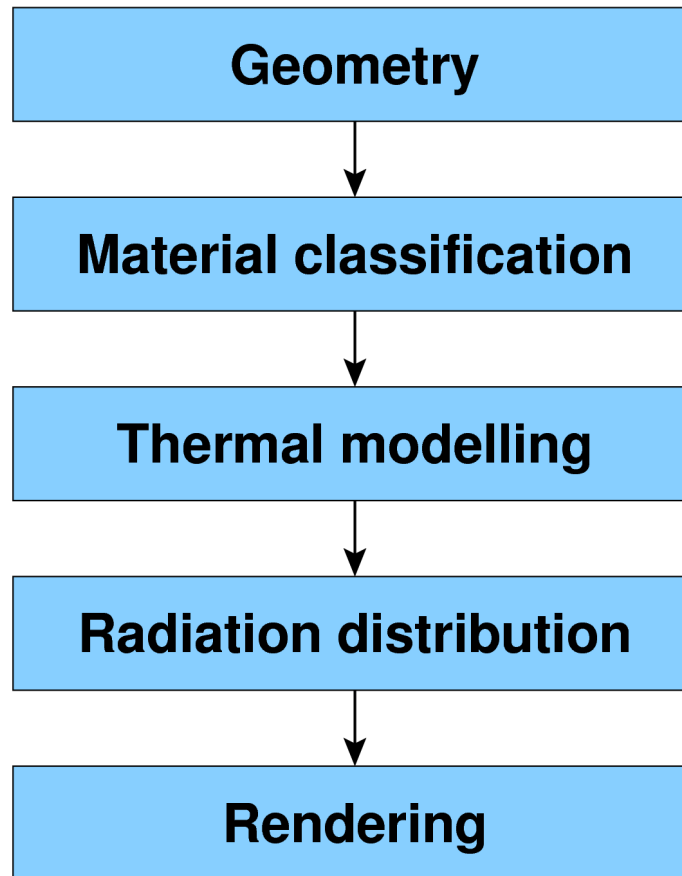 Geometry
Material classification
Thermal modelling
Radiation distribution
Rendering